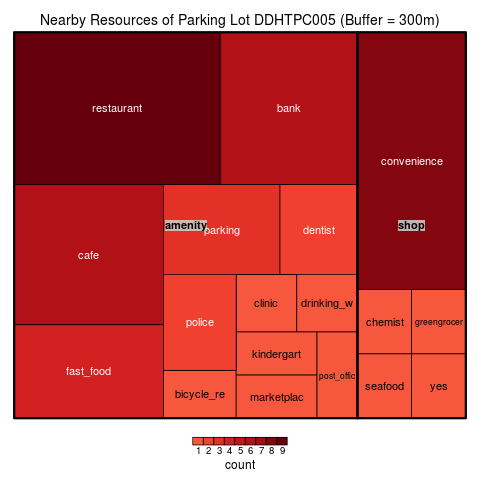 Nearby Resources of Parking Lot DDHTPC005 (Buffer = 300m)
restaurant
bank
convenience
amenity
parking
shop
dentist
cafe
clinic
drinking_w
police
chemist
greengrocer
kindergart
fast_food
post_offic
seafood
yes
bicycle_re
marketplac
1 2 3 4 5 6 7 8 9
count